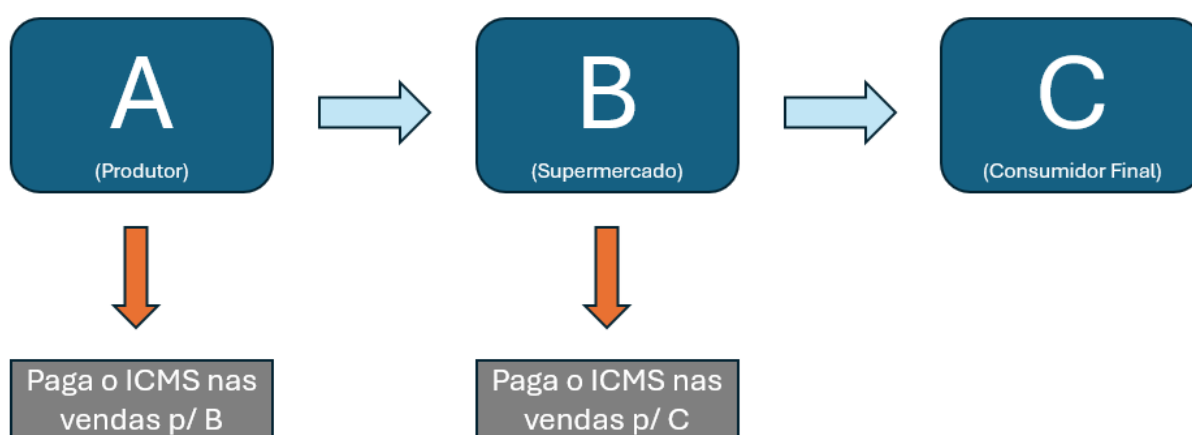 A
(Produtor)
B
(Supermercado)
C
(Consumidor Final)
Paga o ICMS nas
vendas p/ B
Paga o ICMS nas
vendas p/ C